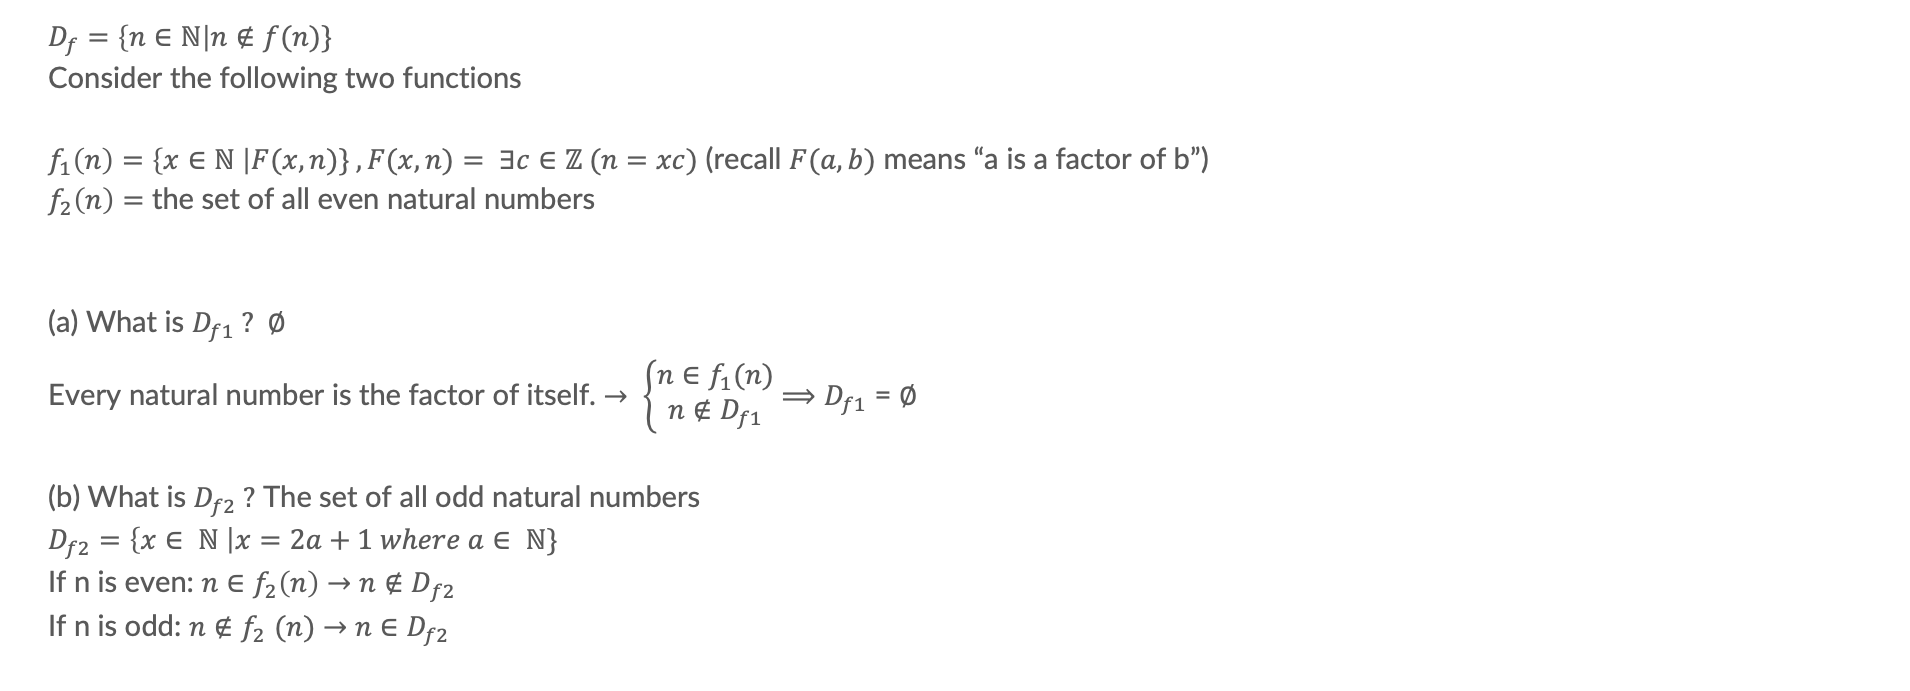 D_f = {n ∈ ℕ|n ∉ f(n)}
Consider the following two functions
f₁(n) = {x ∈ ℕ |F(x, n)} , F(x, n) = ∃c ∈ ℤ (n = xc) (recall F(a, b) means “a is a factor of b”)
f₂(n) = the set of all even natural numbers
(a) What is D_f1 ? ∅
Every natural number is the factor of itself. → { n ∈ f₁(n) n ∉ D_f1 ⟹ D_f1 = ∅
(b) What is D_f2 ? The set of all odd natural numbers
D_f2 = {x ∈ ℕ |x = 2a + 1 where a ∈ ℕ}
If n is even: n ∈ f₂(n) → n ∉ D_f2
If n is odd: n ∉ f₂ (n) → n ∈ D_f2